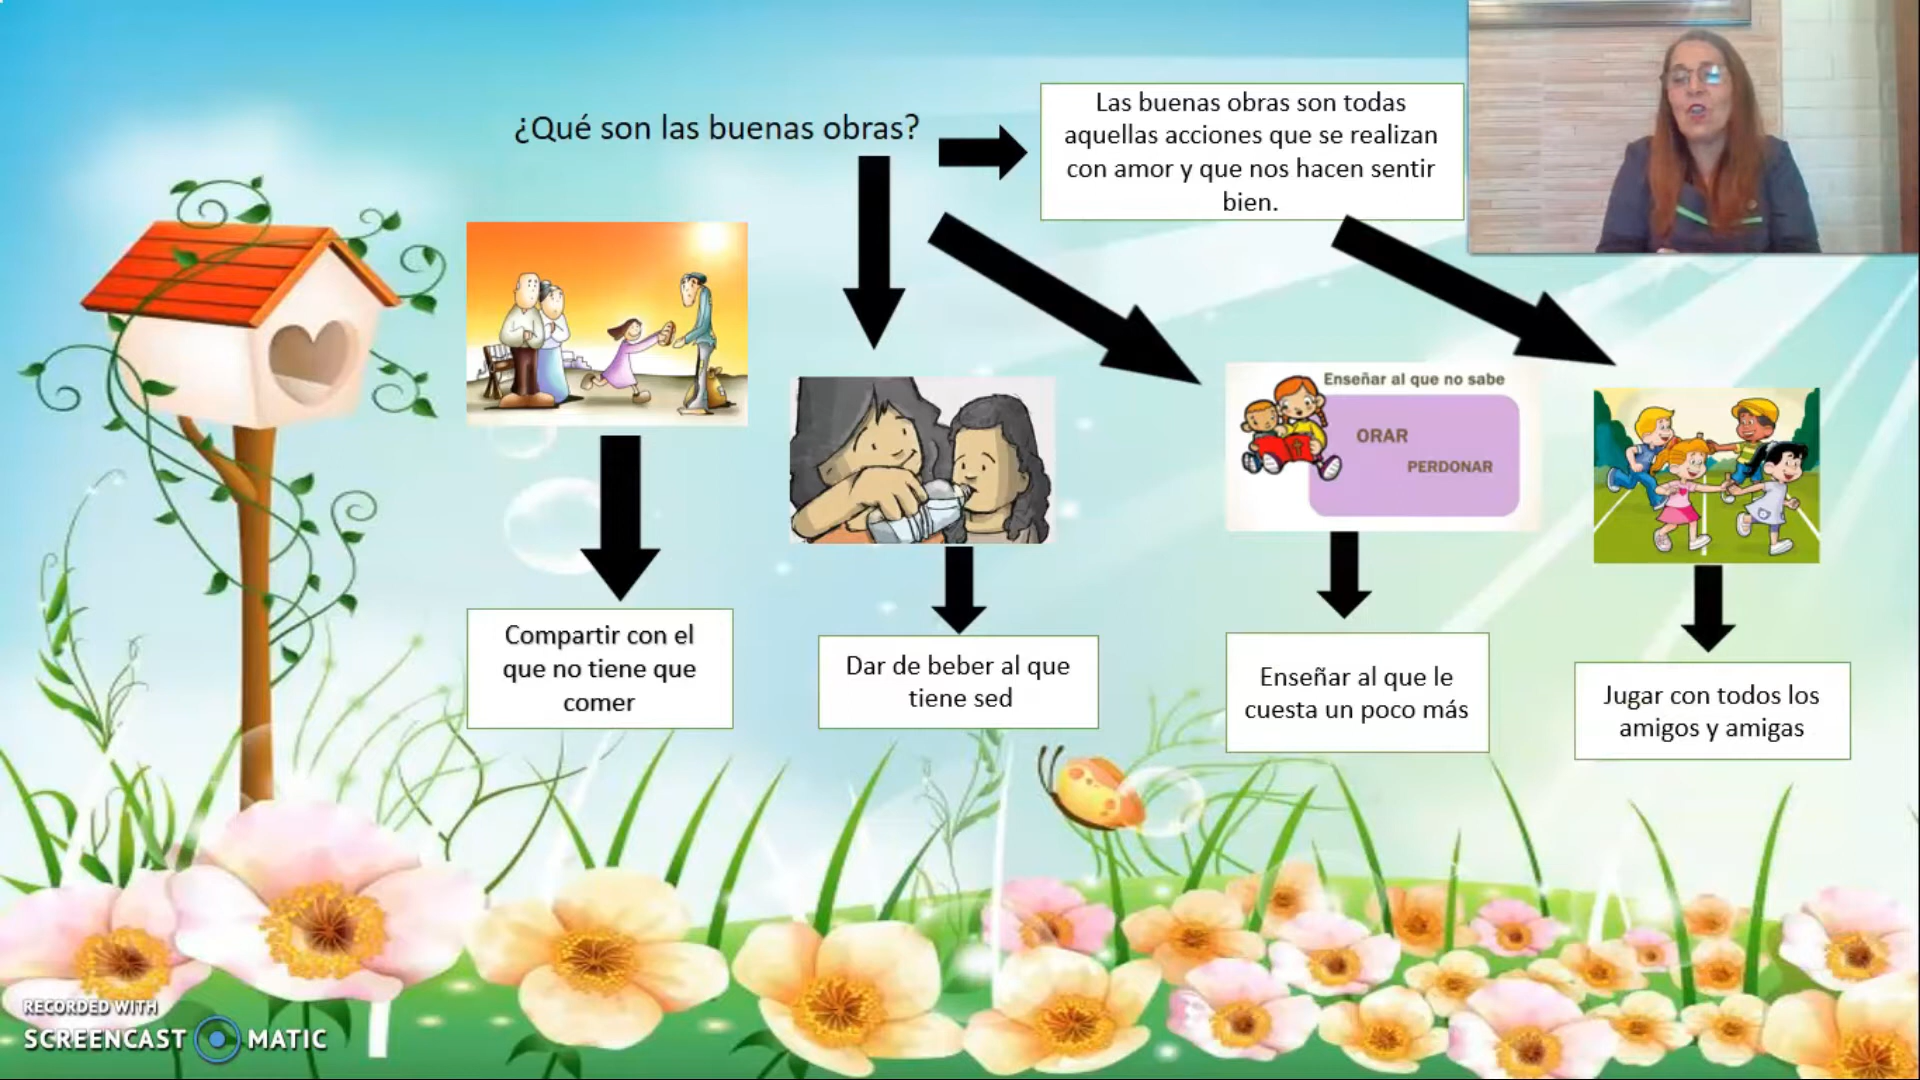 ¿Qué son las buenas obras?
Las buenas obras son todas
aquellas acciones que se realizan
con amor y que nos hacen sentir
bien.
Enseñar al que no sabe
ORAR
PERDONAR
Compartir con el
que no tiene que
comer
Dar de beber al que
tiene sed
Enseñar al que le
cuesta un poco más
Jugar con todos los
amigos y amigas
RECORDED WITH
SCREENCAST MATIC